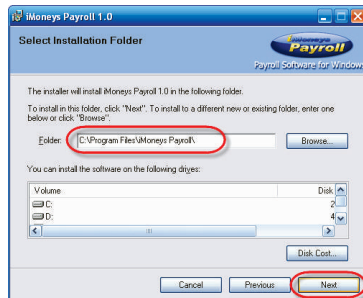 iMoneys Payroll 1.0
Select Installation Folder
iMoneys
Payroll
Payroll Software for Window
The installer will install iMoneys Payroll 1.0 in the following folder.
To install in this folder, click "Next". To install to a different new or existing folder, enter one
below or click "Browse".
Folder: C:\Program Files\iMoneys Payroll\ Browse...
You can install the software on the following drives:
Volume Disk
C: 2
D: 4
Disk Cost...
Cancel Previous Next